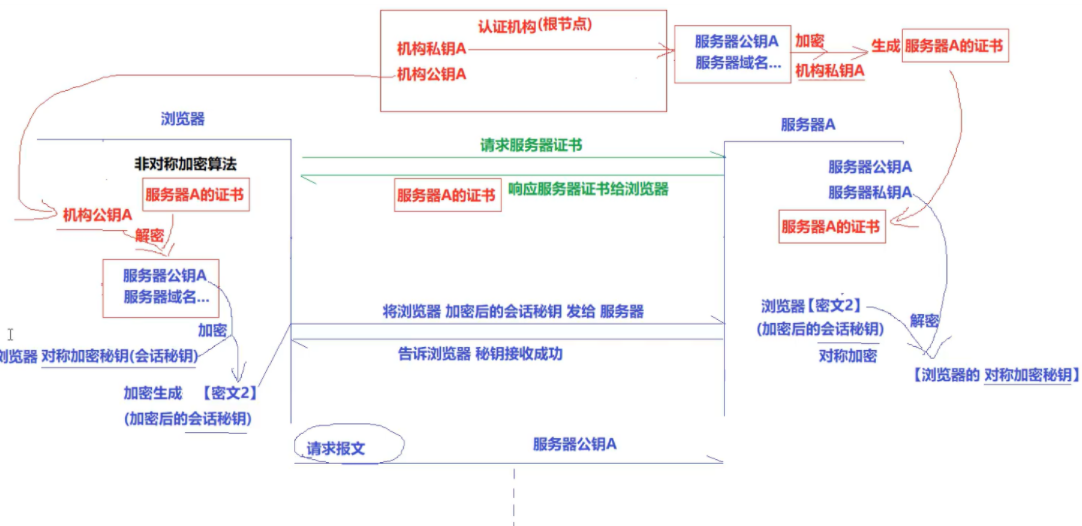 认证机构(根节点)
机构私钥A
机构公钥A
服务器公钥A
服务器域名...
加密
机构私钥A
生成
服务器A的证书
浏览器
服务器A
非对称加密算法
服务器A的证书
机构公钥A
解密
服务器公钥A
服务器域名...
加密
浏览器 对称加密秘钥(会话秘钥)
加密生成 【密文2】
(加密后的会话秘钥)
请求服务器证书
服务器A的证书
响应服务器证书给浏览器
将浏览器 加密后的会话秘钥 发给 服务器
告诉浏览器 秘钥接收成功
请求报文
服务器公钥A
服务器公钥A
服务器私钥A
服务器A的证书
浏览器【密文2】
(加密后的会话秘钥)
对称加密
解密
【浏览器的 对称加密秘钥】